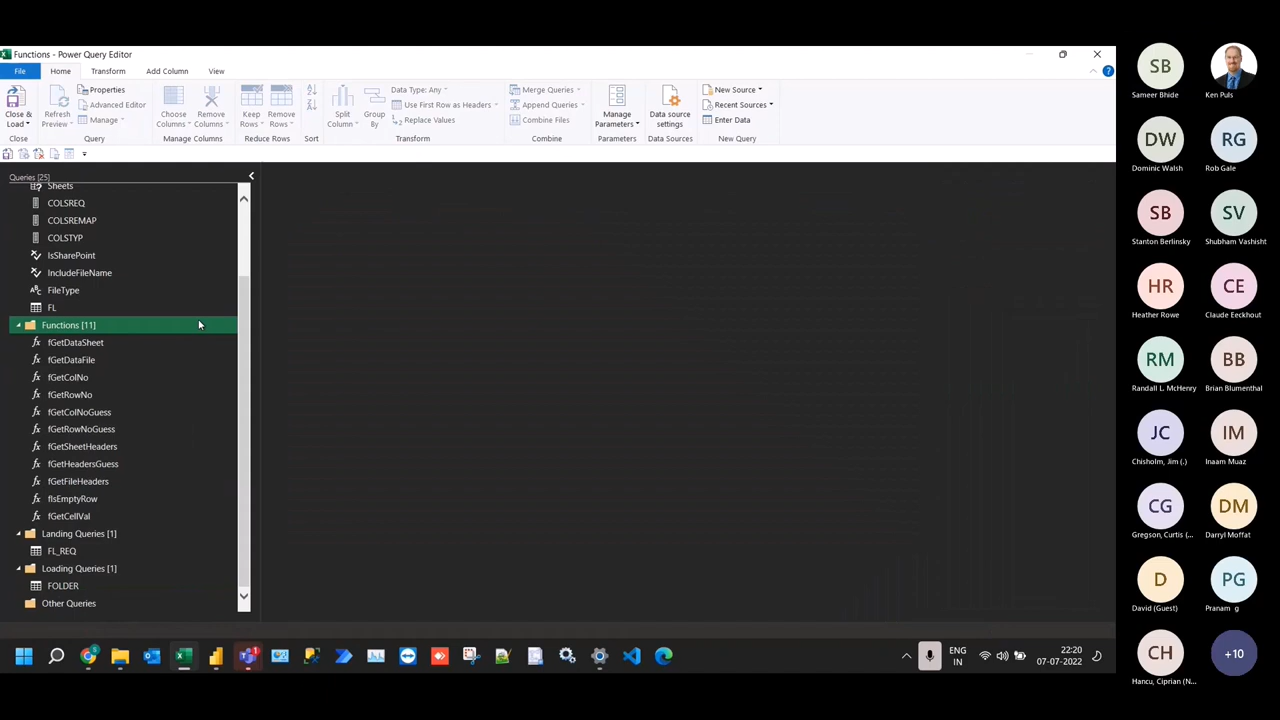 Functions - Power Query Editor
File
Home
Transform
Add Column
View
Close &
Load
Close
Refresh
Preview
Properties
Advanced Editor
Manage
Query
Choose
Columns
Remove
Columns
Manage Columns
Keep
Rows
Remove
Rows
Reduce Rows
Sort
Split
Column
Group
By
Data Type: Any
Use First Row as Headers
Replace Values
Transform
Merge Queries
Append Queries
Combine Files
Combine
Manage
Parameters
Parameters
Data source
settings
Data Sources
New Source
Recent Sources
Enter Data
New Query
Queries [25]
Sheets
COLSREQ
COLSREMAP
COLSTYP
IsSharePoint
IncludeFileName
FileType
FL
Functions [11]
fGetDataSheet
fGetDataFile
fGetColNo
fGetRowNo
fGetColNoGuess
fGetRowNoGuess
fGetSheetHeaders
fGetHeadersGuess
fGetFileHeaders
fIsEmptyRow
fGetCellVal
Landing Queries [1]
FL_REQ
Loading Queries [1]
FOLDER
Other Queries
ENG
IN
22:20
07-07-2022
SB
Sameer Bhide
Ken Puls
DW
Dominic Walsh
RG
Rob Gale
SB
Stanton Berlinsky
SV
Shubham Vashisht
HR
Heather Rowe
CE
Claude Eeckhout
RM
Randall L. McHenry
BB
Brian Blumenthal
JC
Chisholm, Jim (.)
IM
Inaam Muaz
CG
Gregson, Curtis (...
DM
Darryl Moffat
D
David (Guest)
PG
Pranam g
CH
Hancu, Ciprian (N...
+10